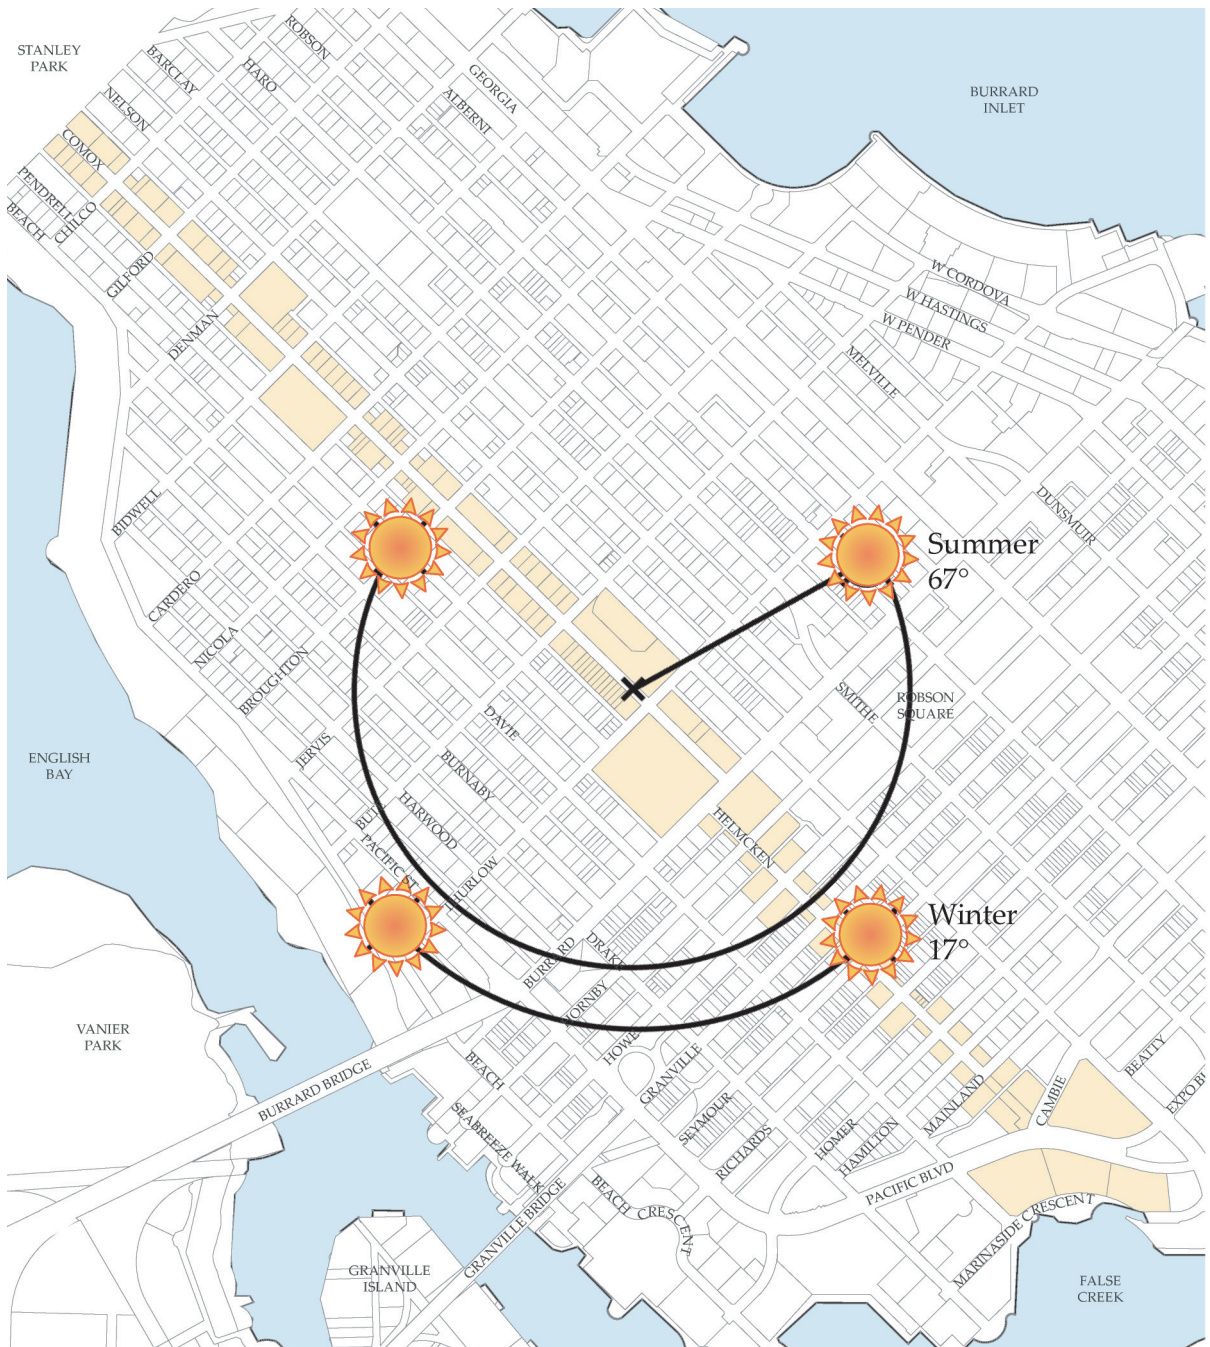 STANLEY
PARK
ROBSON
BARCLAY
HARO
GEORGIA
ALBERNI
NELSON
BURRARD
INLET
COMOX
PENDRELL
BEACH
CHILCO
GILFORD
DENMAN
W CORDOVA
W HASTINGS
W PENDER
MELVILLE
DUNSMUIR
BIDWELL
Summer
67°
CARDERO
NICOLA
BROUGHTON
SMITHE
ROBSON
SQUARE
DAVIE
JERVIS
ENGLISH
BAY
BURNABY
HARWOOD
HELMCKEN
PACIFIC ST
THURLOW
Winter
17°
DRAKE
BURRARD
HORNBY
HOWE
VANIER
PARK
BURRARD BRIDGE
BEACH
GRANVILLE
SEYMOUR
RICHARDS
HOMER
HAMILTON
MAINLAND
CAMBIE
BEATTY
SEABREEZE WALK
PACIFIC BLVD
GRANVILLE BRIDGE
BEACH CRESCENT
MARINASIDE CRESCENT
GRANVILLE
ISLAND
FALSE
CREEK